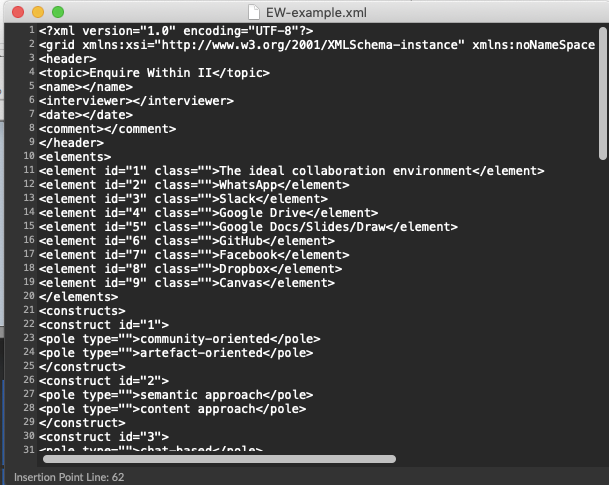 EW-example.xml
1 <?xml version="1.0" encoding="UTF-8"?>
2 <grid xmlns:xsi="http://www.w3.org/2001/XMLSchema-instance" xmlns:noNameSpace
3 <header>
4 <topic>Enquire Within II</topic>
5 <name></name>
6 <interviewer></interviewer>
7 <date></date>
8 <comment></comment>
9 </header>
10 <elements>
11 <element id="1" class="">The ideal collaboration environment</element>
12 <element id="2" class="">WhatsApp</element>
13 <element id="3" class="">Slack</element>
14 <element id="4" class="">Google Drive</element>
15 <element id="5" class="">Google Docs/Slides/Draw</element>
16 <element id="6" class="">GitHub</element>
17 <element id="7" class="">Facebook</element>
18 <element id="8" class="">Dropbox</element>
19 <element id="9" class="">Canvas</element>
20 </elements>
21 <constructs>
22 <construct id="1">
23 <pole type="">community-oriented</pole>
24 <pole type="">artefact-oriented</pole>
25 </construct>
26 <construct id="2">
27 <pole type="">semantic approach</pole>
28 <pole type="">content approach</pole>
29 </construct>
30 <construct id="3">
31 <pole type="">chat-based</pole>
Insertion Point Line: 62